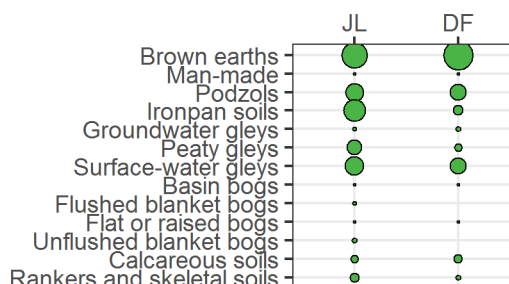 JL DF
Brown earths
Man-made
Podzols
Ironpan soils
Groundwater gleys
Peaty gleys
Surface-water gleys
Basin bogs
Flushed blanket bogs
Flat or raised bogs
Unflushed blanket bogs
Calcareous soils
Rankers and skeletal soils